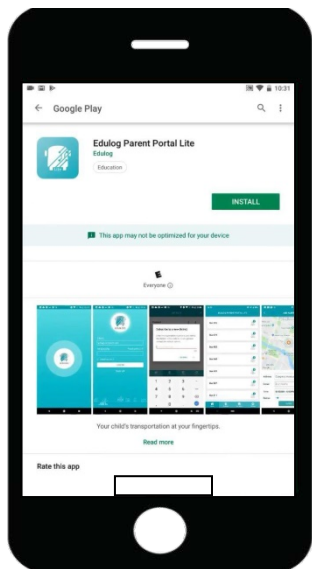 10:31
Google Play
Edulog Parent Portal Lite
Edulog
Education
INSTALL
This app may not be optimized for your device
Everyone
Your child's transportation at your fingertips.
Read more
Rate this app